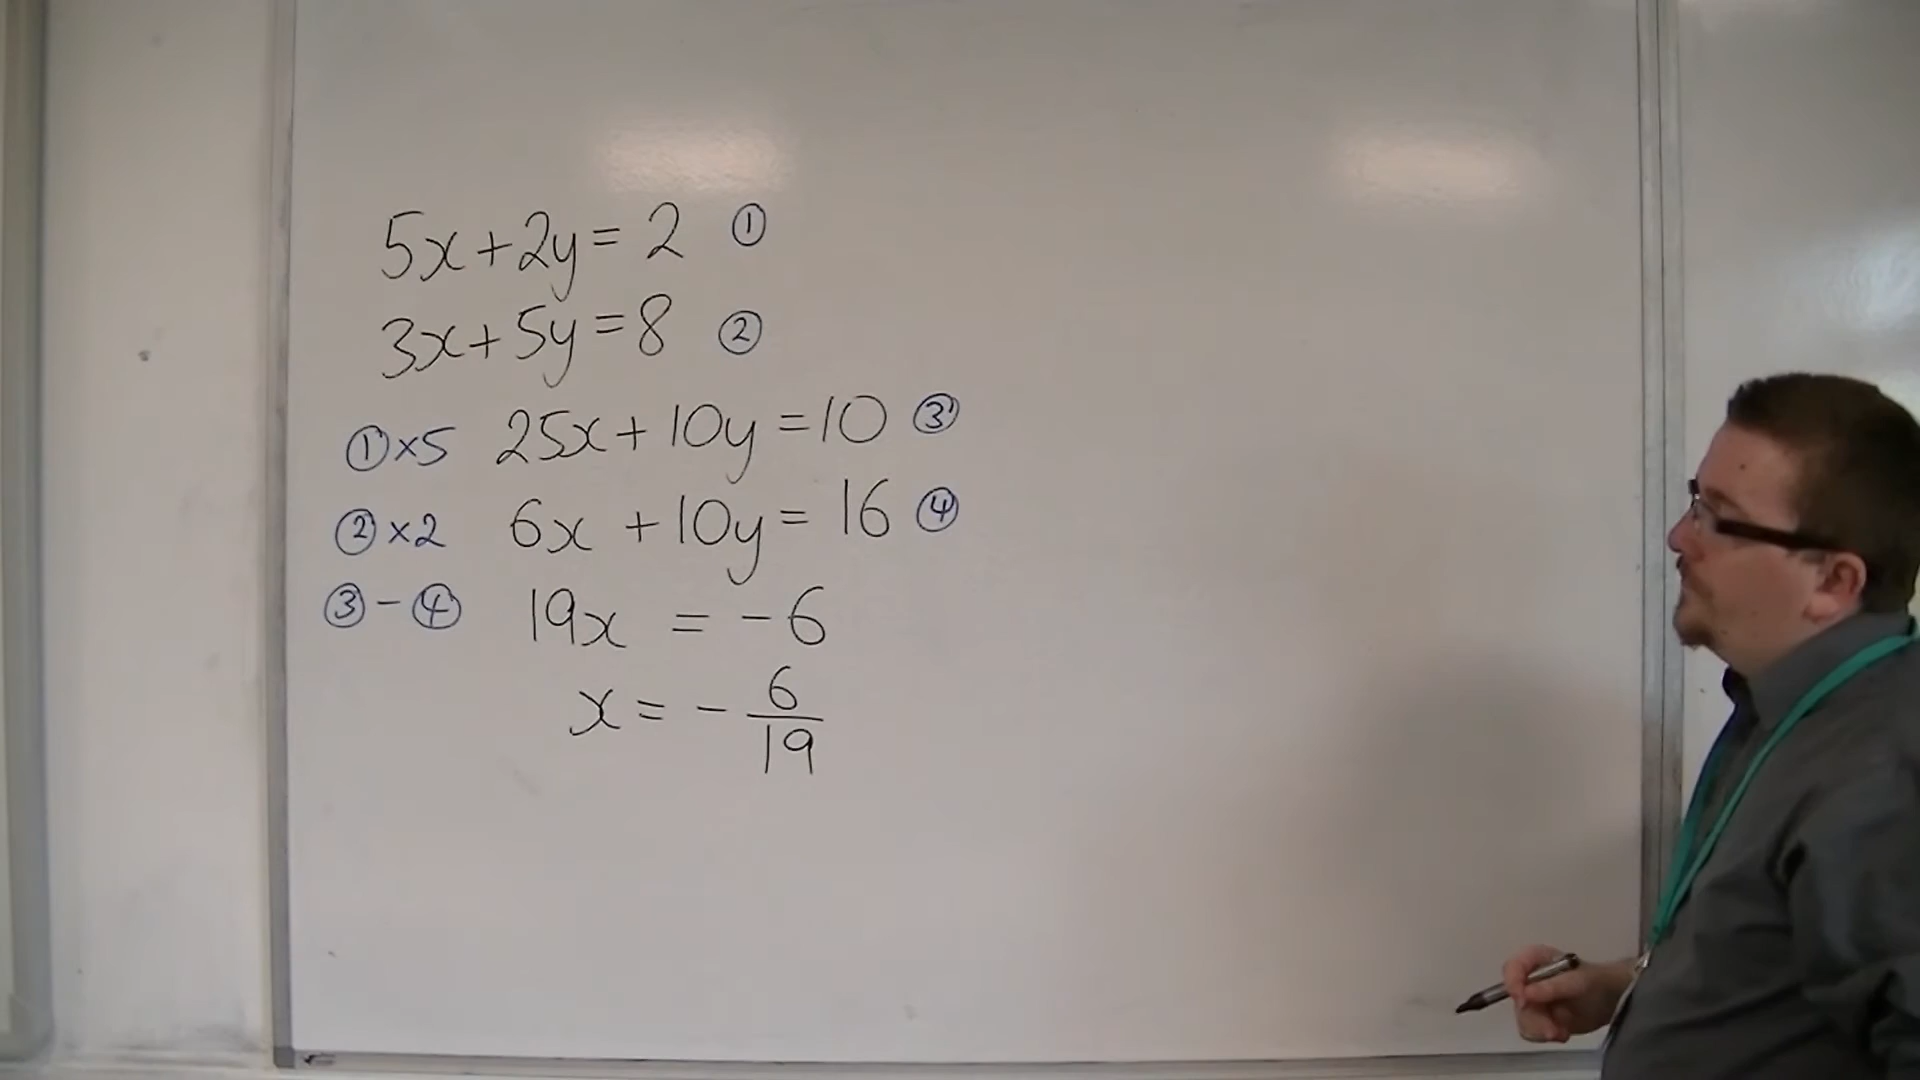 5x+2y=2 ①
3x+5y=8 ②
①×5 25x+10y=10 ③
②×2 6x+10y=16 ④
③-④ 19x = -6
x = - 6/19